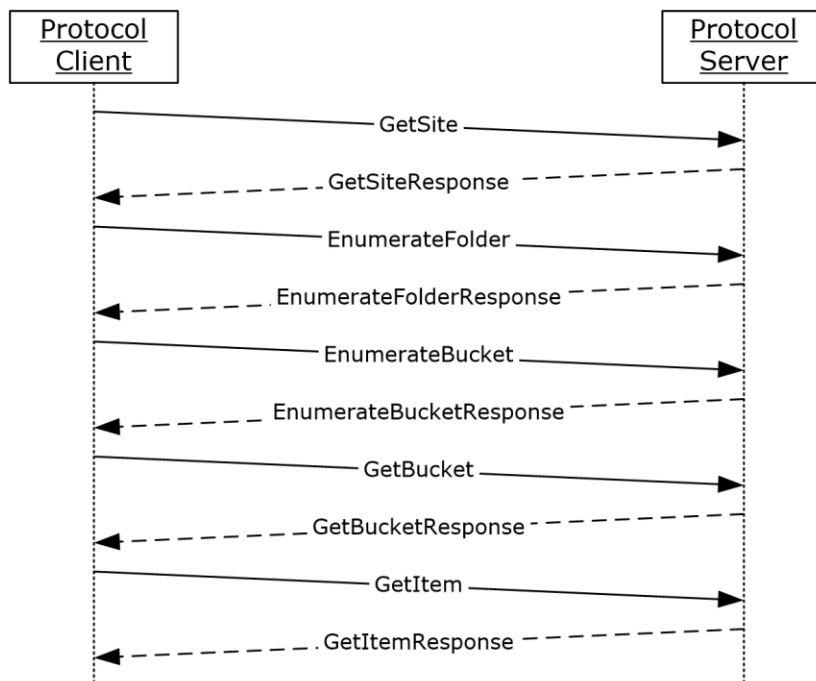 Protocol
Client
Protocol
Server
GetSite
GetSiteResponse
EnumerateFolder
EnumerateFolderResponse
EnumerateBucket
EnumerateBucketResponse
GetBucket
GetBucketResponse
GetItem
GetItemResponse